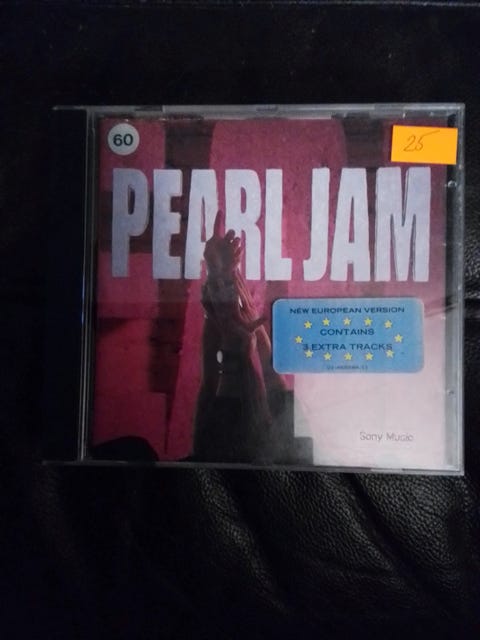 60
25
PEARL JAM
NEW EUROPEAN VERSION
CONTAINS
3 EXTRA TRACKS
Sony Music